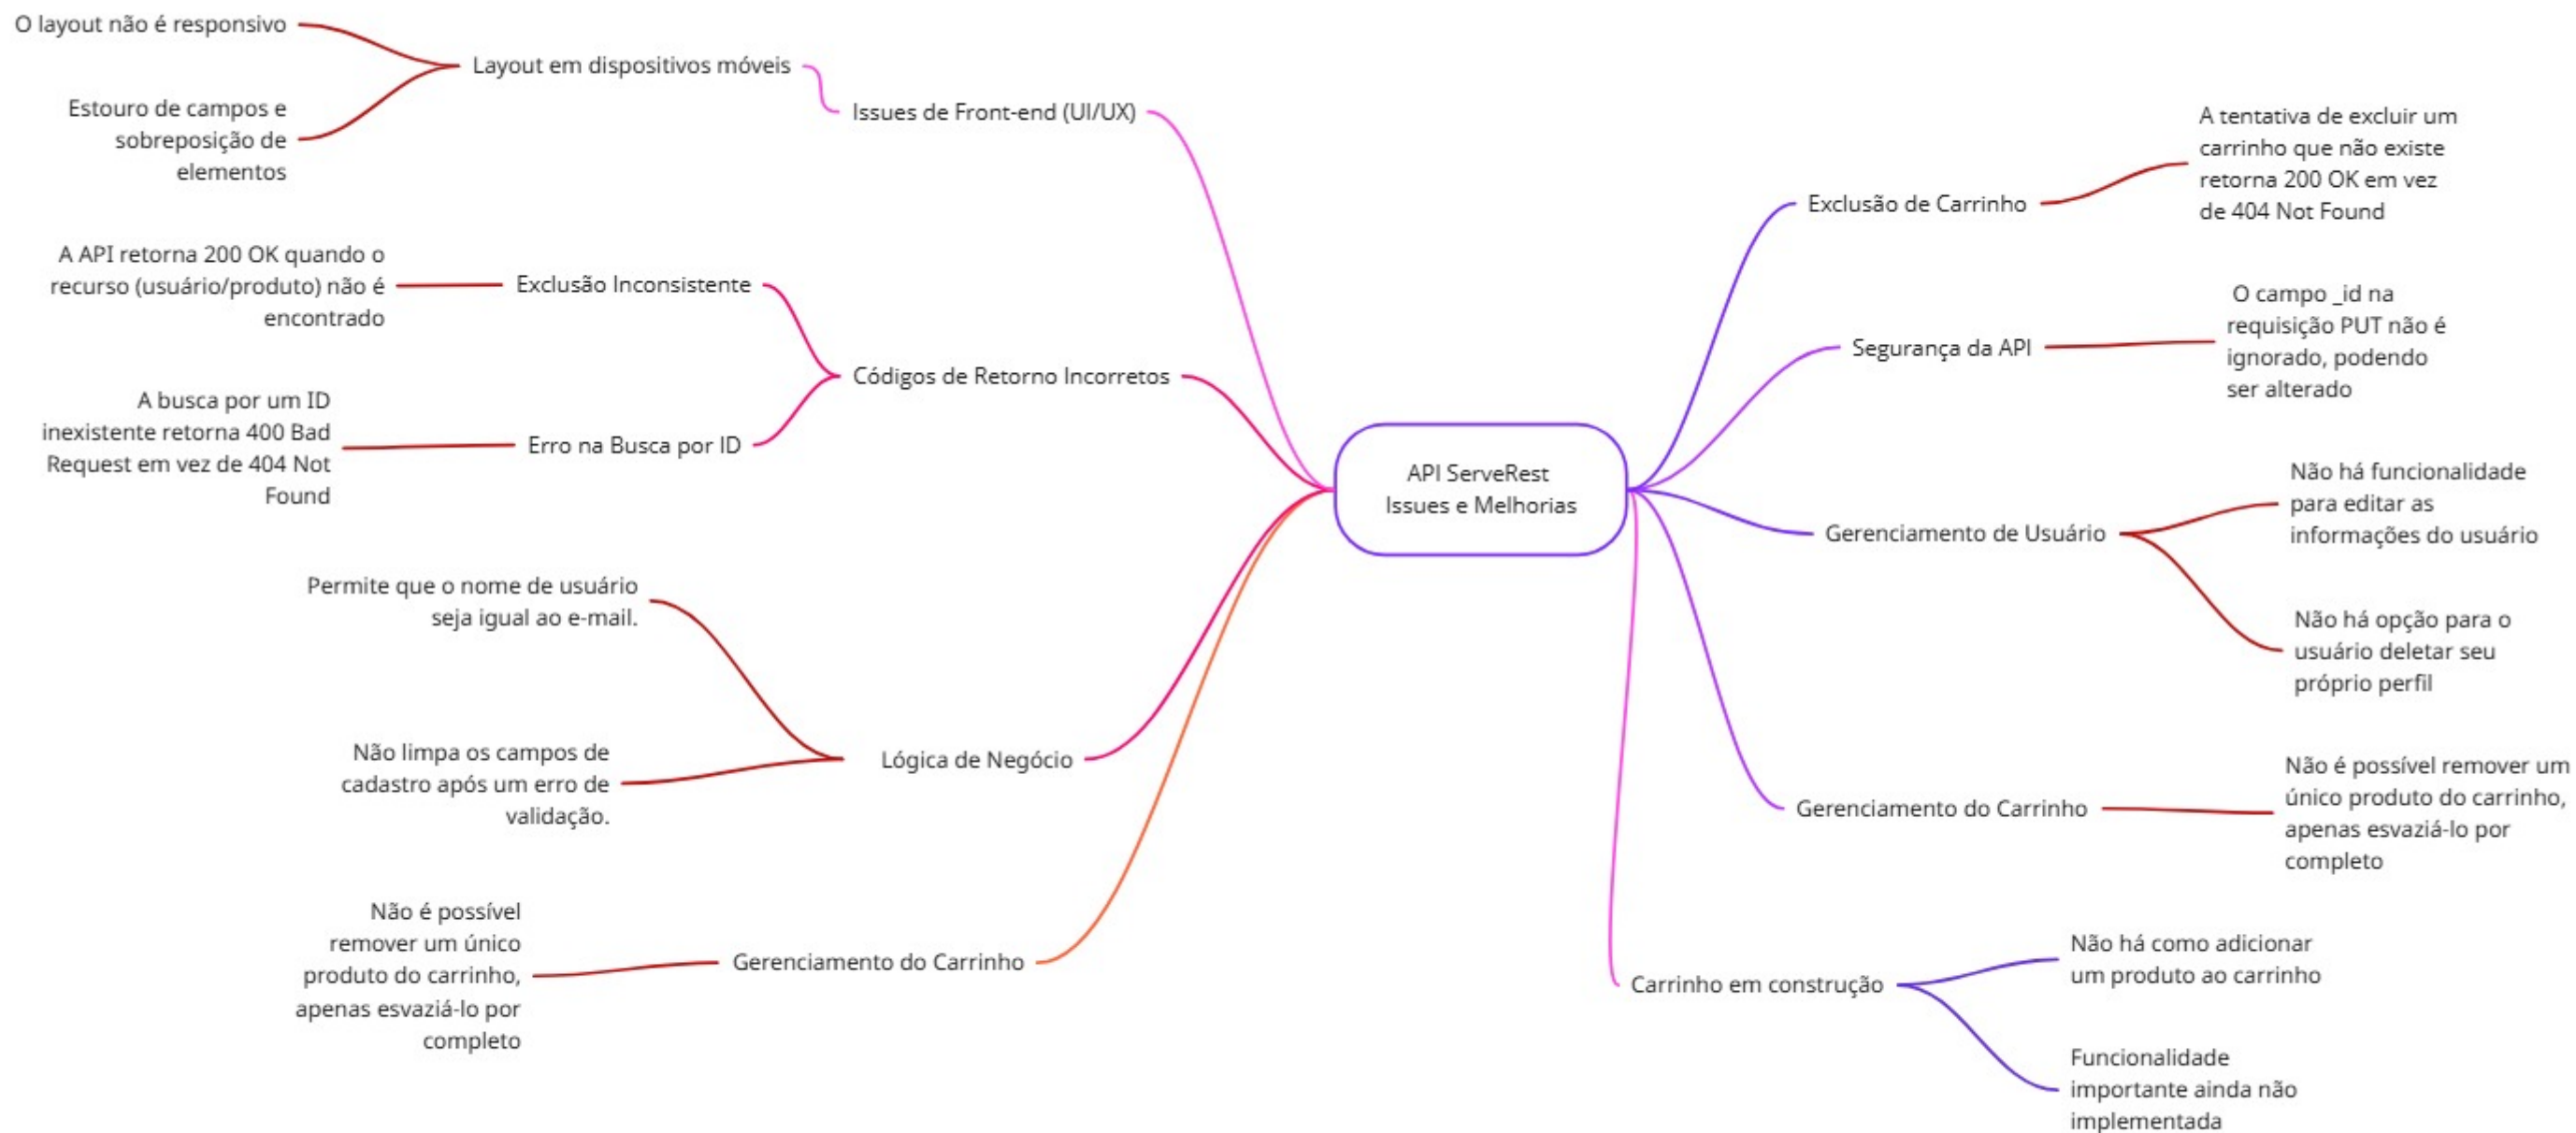 O layout não é responsivo
Layout em dispositivos móveis
Estouro de campos e
sobreposição de
elementos
Issues de Front-end (UI/UX)
A API retorna 200 OK quando o
recurso (usuário/produto) não é
encontrado
Exclusão Inconsistente
Códigos de Retorno Incorretos
A busca por um ID
inexistente retorna 400 Bad
Request em vez de 404 Not
Found
Erro na Busca por ID
Permite que o nome de usuário
seja igual ao e-mail.
Lógica de Negócio
Não limpa os campos de
cadastro após um erro de
validação.
Não é possível
remover um único
produto do carrinho,
apenas esvaziá-lo por
completo
Gerenciamento do Carrinho
API ServeRest
Issues e Melhorias
Exclusão de Carrinho
A tentativa de excluir um
carrinho que não existe
retorna 200 OK em vez
de 404 Not Found
Segurança da API
O campo _id na
requisição PUT não é
ignorado, podendo
ser alterado
Gerenciamento de Usuário
Não há funcionalidade
para editar as
informações do usuário
Não há opção para o
usuário deletar seu
próprio perfil
Gerenciamento do Carrinho
Não é possível remover um
único produto do carrinho,
apenas esvaziá-lo por
completo
Carrinho em construção
Não há como adicionar
um produto ao carrinho
Funcionalidade
importante ainda não
implementada